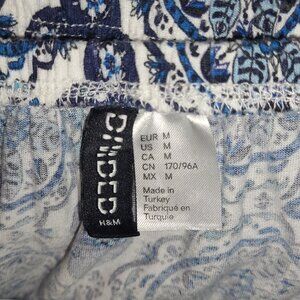 DIVIDED
H&M
EUR M
US M
CA M
CN 170/96A
MX M
Made in
Turkey
Fabriqué en
Turquie